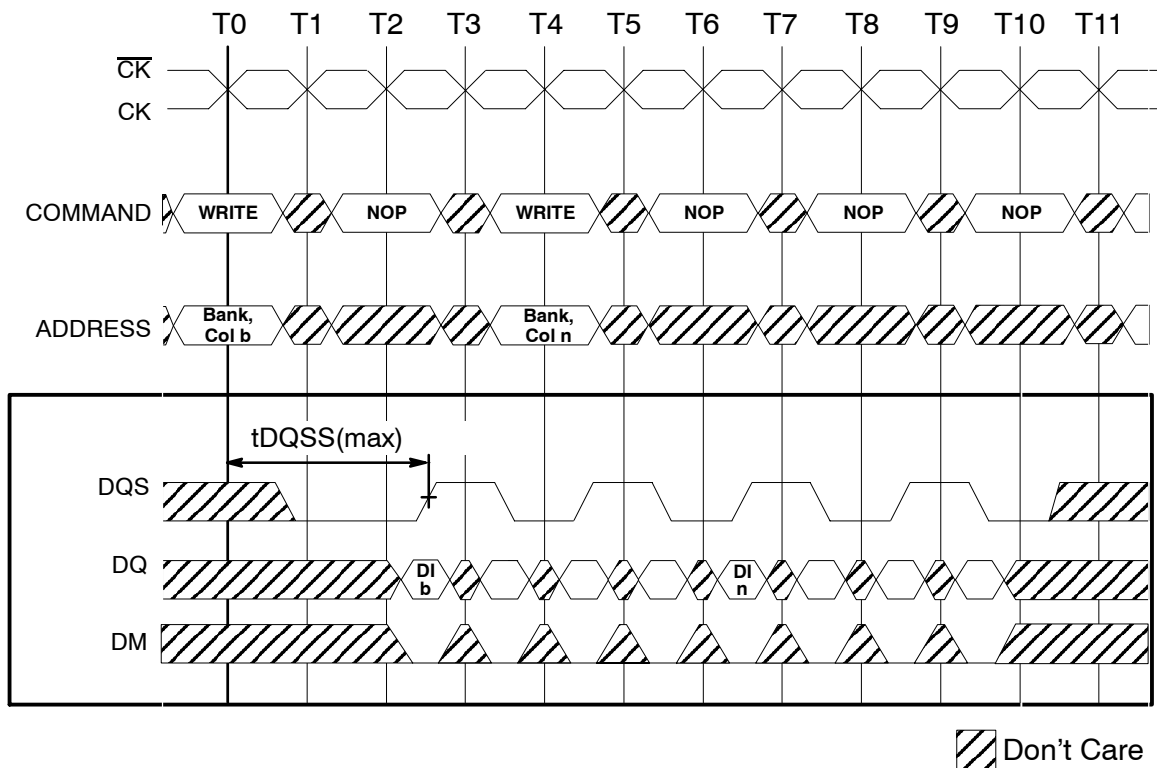 T0 T1 T2 T3 T4 T5 T6 T7 T8 T9 T10 T11
CK
CK
COMMAND WRITE NOP WRITE NOP NOP NOP
ADDRESS Bank, Col b Bank, Col n
tDQSS(max)
DQS
DQ DI b DI n
DM
Don't Care